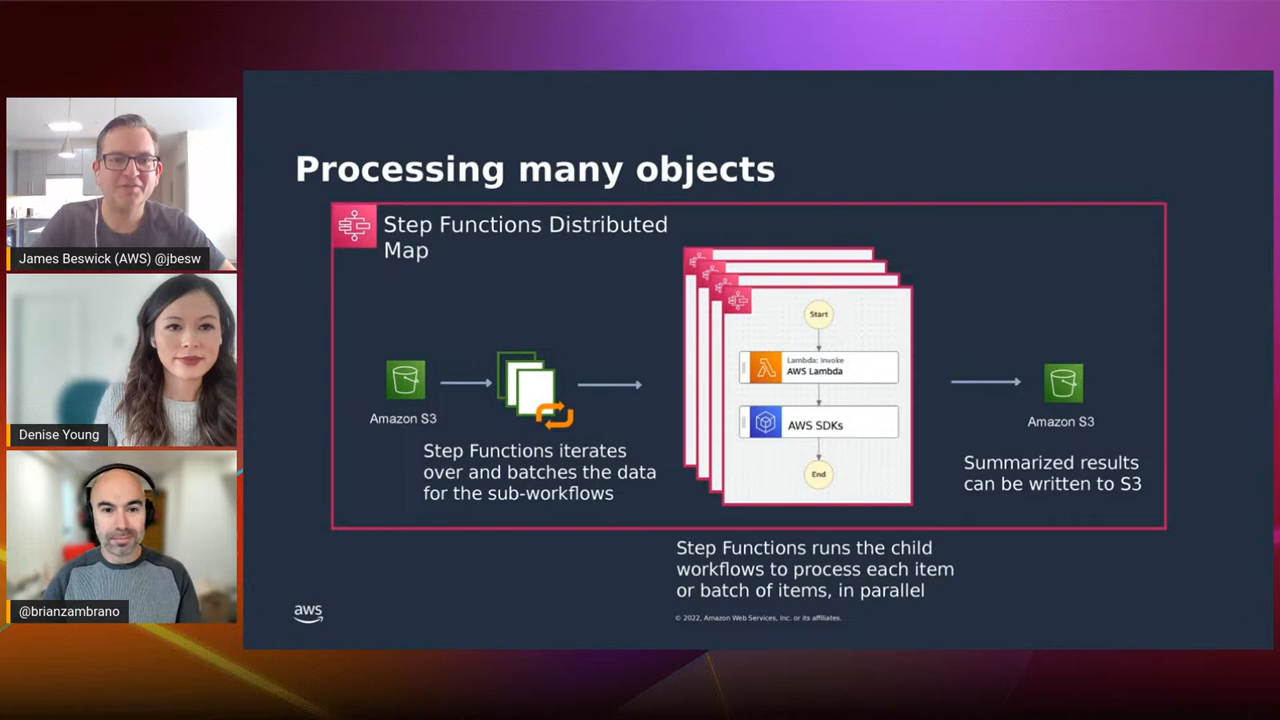 James Beswick (AWS) @jbesw
Denise Young
@brianzambrano
Processing many objects
Step Functions Distributed
Map
Amazon S3
Step Functions iterates
over and batches the data
for the sub-workflows
Start
Lambda: Invoke
AWS Lambda
AWS SDKs
End
Amazon S3
Summarized results
can be written to S3
Step Functions runs the child
workflows to process each item
or batch of items, in parallel
aws
© 2022, Amazon Web Services, Inc. or its affiliates.